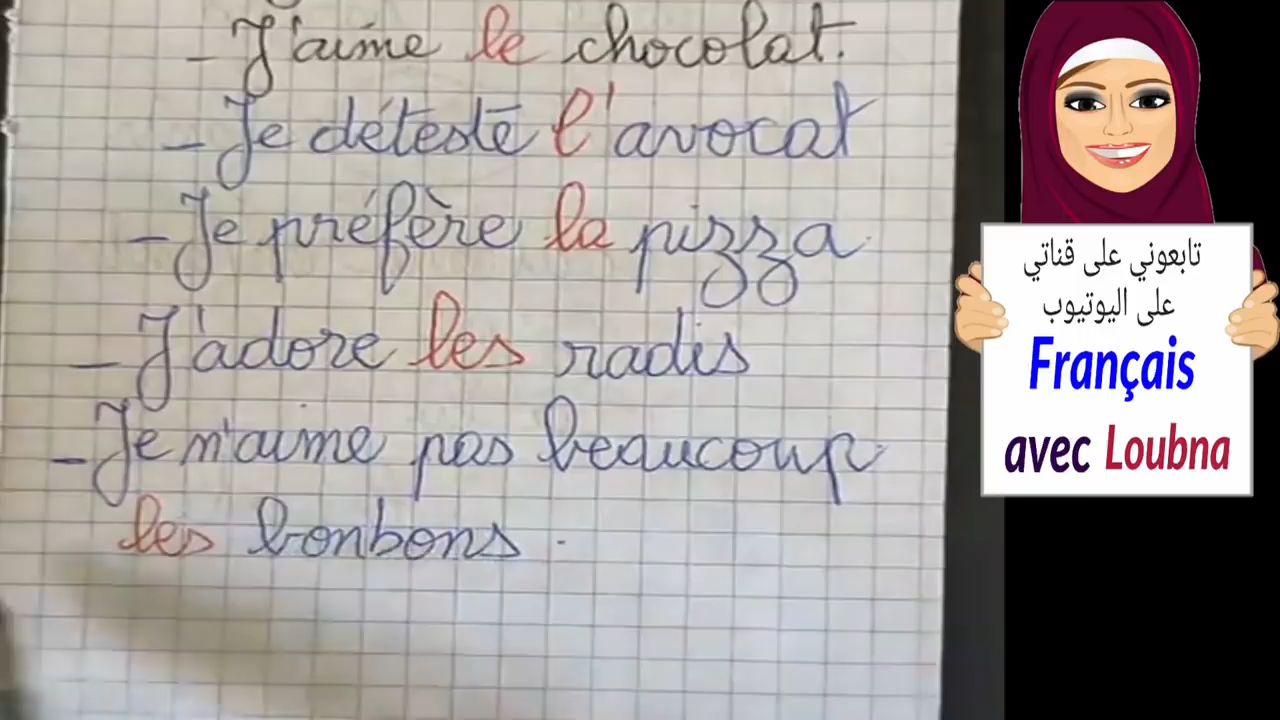 - J'aime le chocolat.
- Je déteste l'avocat
- Je préfère la pizza
- J'adore les radis
- Je n'aime pas beaucoup
les bonbons.
تابعوني على قناتي
على اليوتيوب
Français
avec Loubna